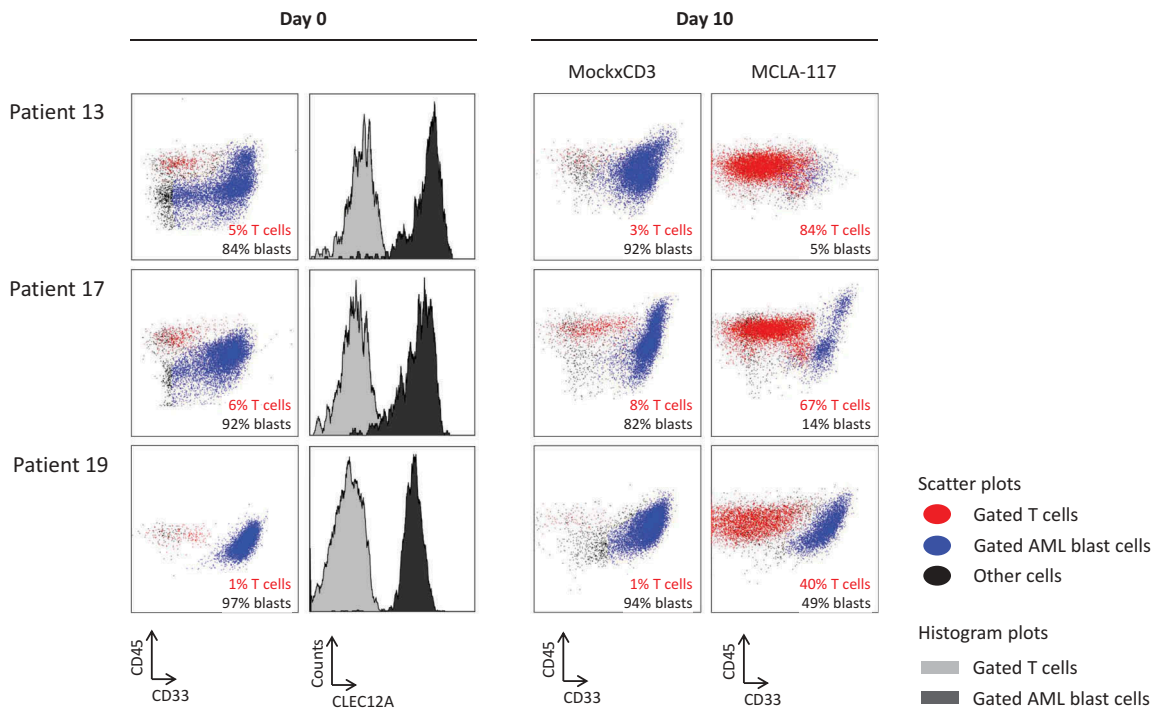 Day 0
Day 10
MockxCD3
MCLA-117
Patient 13
5% T cells
84% blasts
3% T cells
92% blasts
84% T cells
5% blasts
Patient 17
6% T cells
92% blasts
8% T cells
82% blasts
67% T cells
14% blasts
Patient 19
1% T cells
97% blasts
1% T cells
94% blasts
40% T cells
49% blasts
CD45
CD33
Counts
CLEC12A
CD45
CD33
CD45
CD33
Scatter plots
Gated T cells
Gated AML blast cells
Other cells
Histogram plots
Gated T cells
Gated AML blast cells